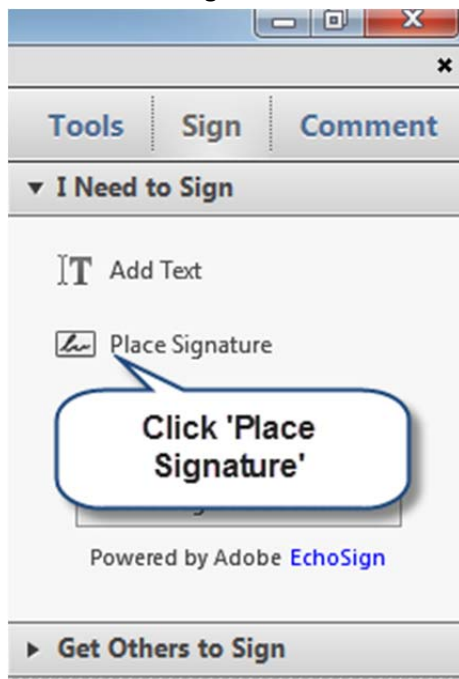 Tools Sign Comment
I Need to Sign
Add Text
Place Signature
Click 'Place
Signature'
Powered by Adobe EchoSign
Get Others to Sign